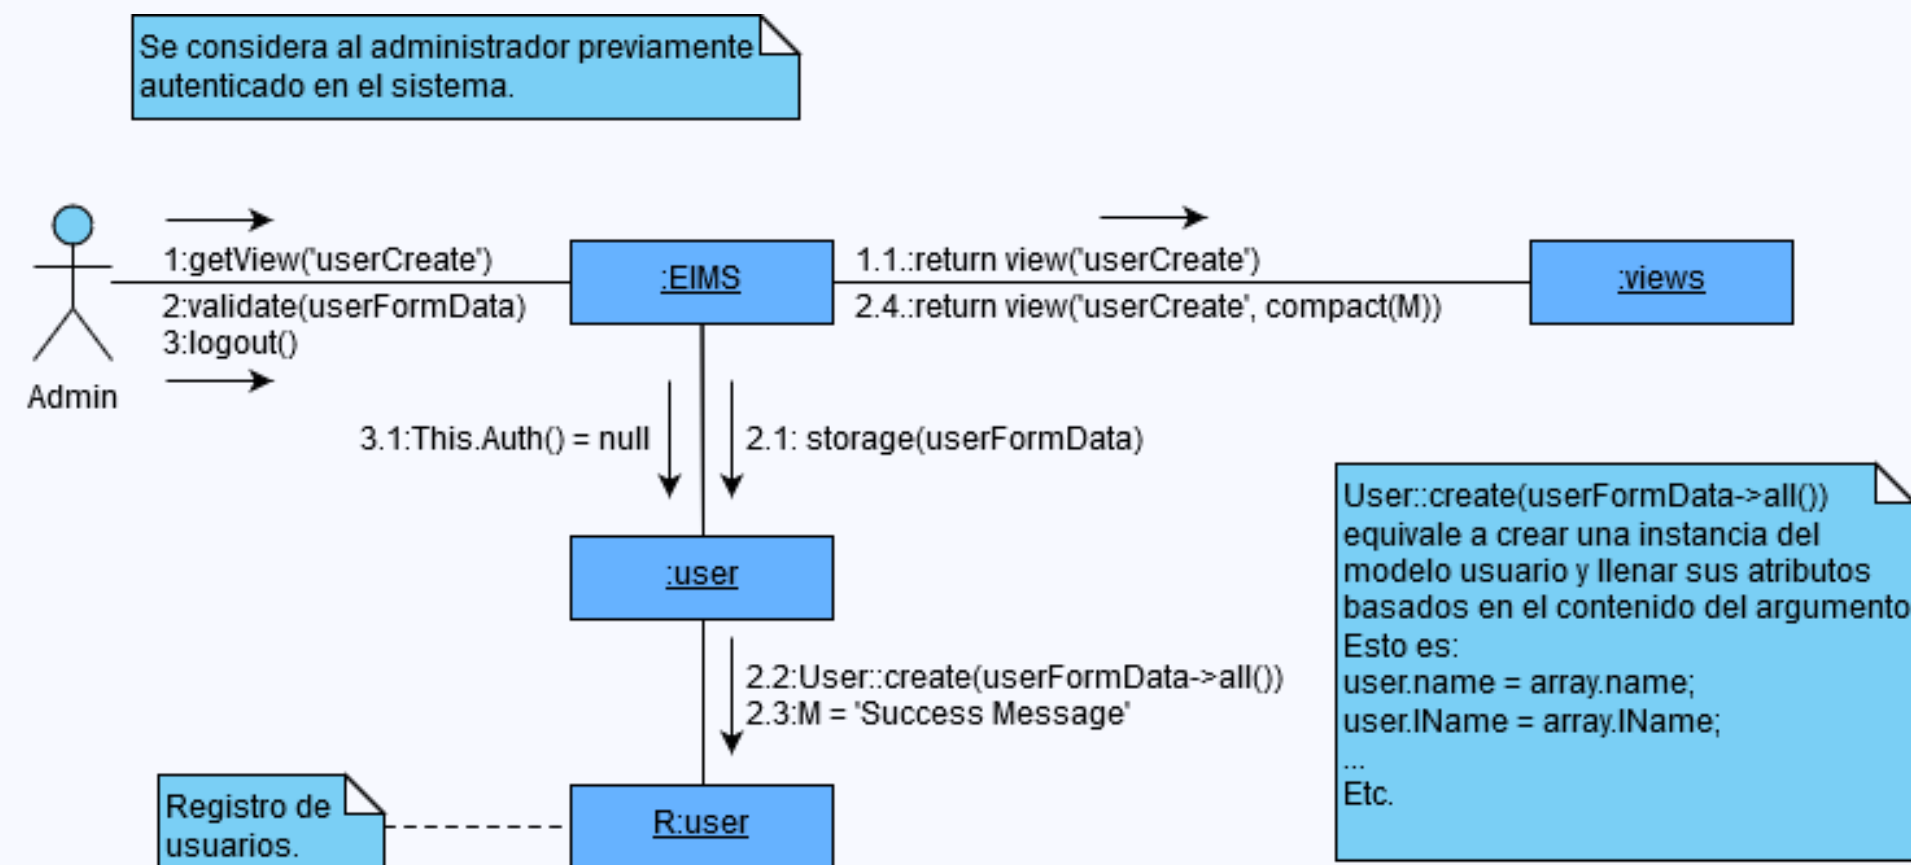 Se considera al administrador previamente
autenticado en el sistema.
1:getView('userCreate')
2:validate(userFormData)
3:logout()
Admin
:EIMS
1.1.:return view('userCreate')
2.4.:return view('userCreate', compact(M))
:views
3.1:This.Auth() = null
2.1: storage(userFormData)
:user
User::create(userFormData->all())
equivale a crear una instancia del
modelo usuario y llenar sus atributos
basados en el contenido del argumento
Esto es:
user.name = array.name;
user.lName = array.lName;
...
Etc.
2.2:User::create(userFormData->all())
2.3:M = 'Success Message'
Registro de
usuarios.
R:user